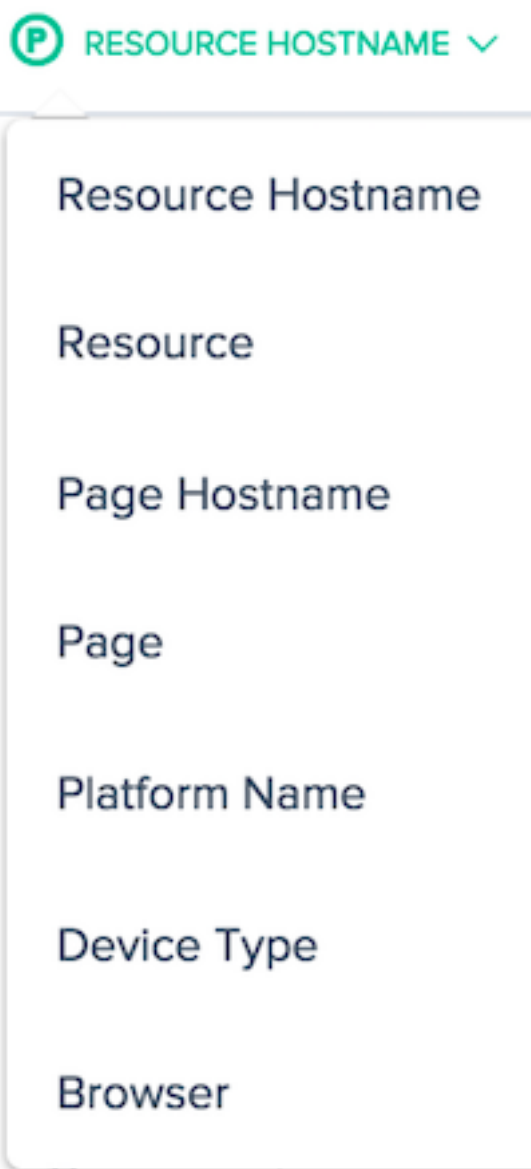 P RESOURCE HOSTNAME
Resource Hostname
Resource
Page Hostname
Page
Platform Name
Device Type
Browser